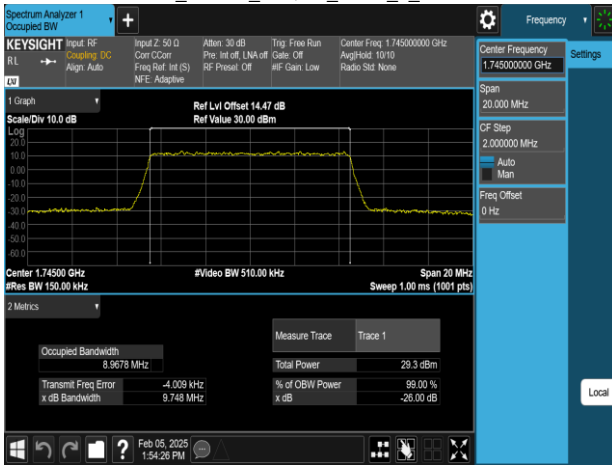 Spectrum Analyzer 1
Occupied BW
+
Frequency
KEYSIGHT
RL
LXI
Input: RF
Coupling: DC
Align: Auto
Input Z: 50 Ω
Corr CCorr
Freq Ref: Int (S)
NFE: Adaptive
Atten: 30 dB
Pre: Int off, LNA off
RF Presel: Off
Trig: Free Run
Gate: Off
#IF Gain: Low
Center Freq: 1.745000000 GHz
Avg|Hold: 10/10
Radio Std: None
Center Frequency
1.745000000 GHz
Settings
Span
20.000 MHz
CF Step
2.000000 MHz
Auto
Man
Freq Offset
0 Hz
Local
1 Graph
Scale/Div 10.0 dB
Ref Lvl Offset 14.47 dB
Ref Value 30.00 dBm
Log
20.0
10.0
0.00
-10.0
-20.0
-30.0
-40.0
-50.0
-60.0
Center 1.74500 GHz
#Video BW 510.00 kHz
Span 20 MHz
#Res BW 150.00 kHz
Sweep 1.00 ms (1001 pts)
2 Metrics
Measure Trace
Trace 1
Occupied Bandwidth
8.9678 MHz
Total Power
29.3 dBm
Transmit Freq Error
-4.009 kHz
% of OBW Power
99.00 %
x dB Bandwidth
9.748 MHz
x dB
-26.00 dB
?
Feb 05, 2025
1:54:26 PM